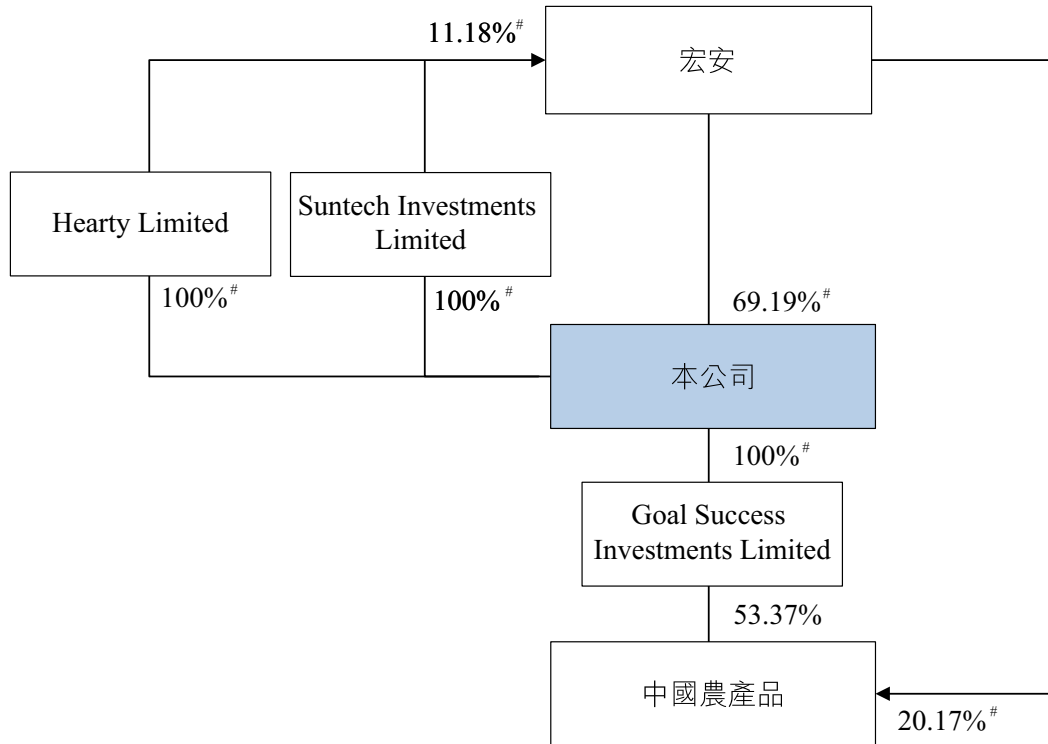 11.18%#
宏安
Hearty Limited
Suntech Investments
Limited
100%#
100%#
69.19%#
本公司
100%#
Goal Success
Investments Limited
53.37%
中國農產品
20.17%#